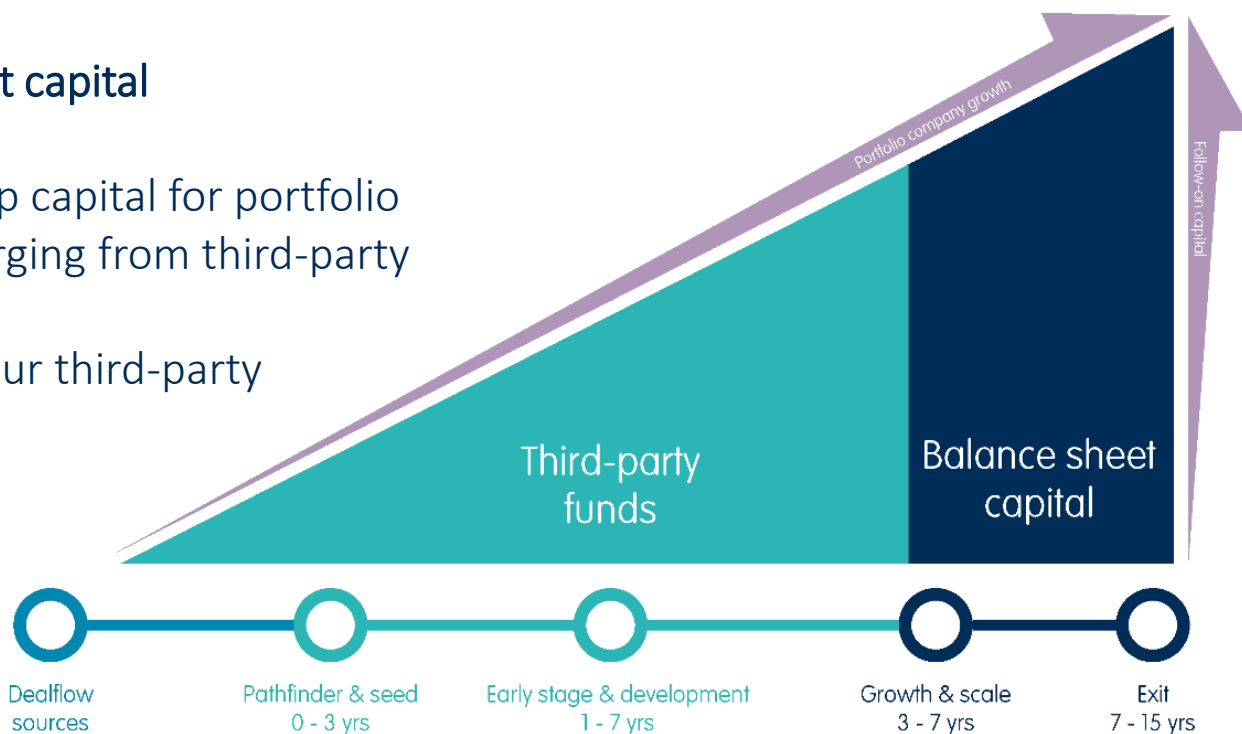 t capital
p capital for portfolio
rging from third-party
ur third-party
Portfolio company growth
Follow-on capital
Third-party
funds
Balance sheet
capital
Dealflow
sources
Pathfinder & seed
0 - 3 yrs
Early stage & development
1 - 7 yrs
Growth & scale
3 - 7 yrs
Exit
7 - 15 yrs